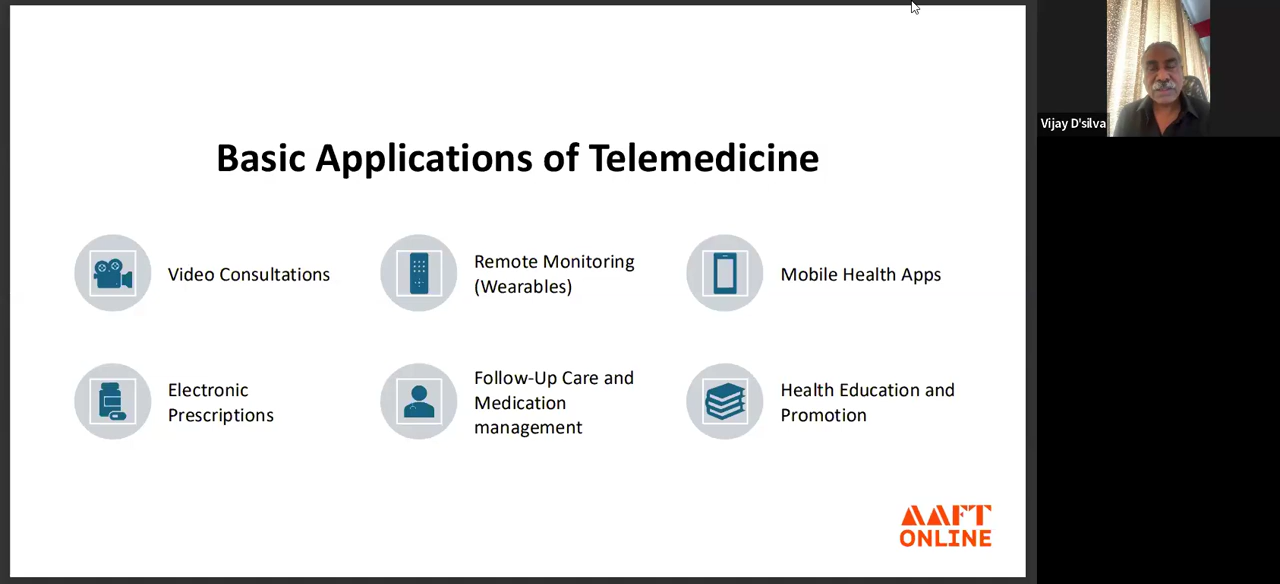 Basic Applications of Telemedicine
Video Consultations
Remote Monitoring
(Wearables)
Mobile Health Apps
Electronic
Prescriptions
Follow-Up Care and
Medication
management
Health Education and
Promotion
AAFT
ONLINE
Vijay D'silva